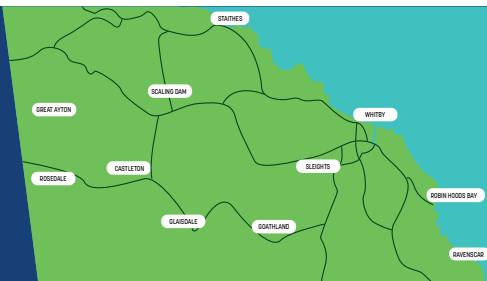 STAITHES
SCALING DAM
GREAT AYTON
WHITBY
CASTLETON
SLEIGHTS
ROSEDALE
ROBIN HOODS BAY
GLAISDALE
GOATHLAND
RAVENSCAR